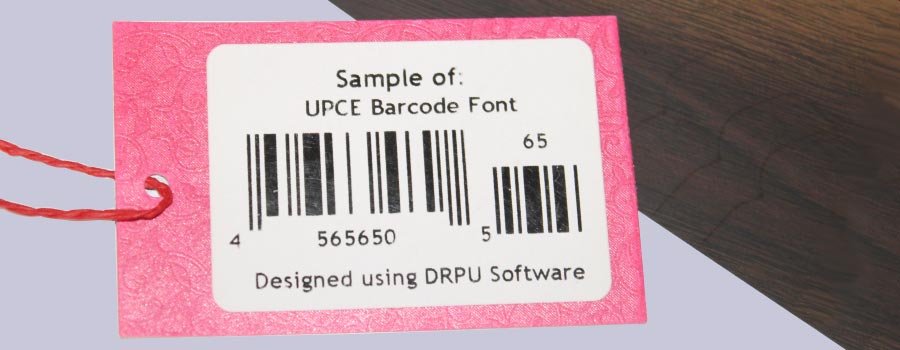 Sample of:
UPCE Barcode Font
65
4 565650 5
Designed using DRPU Software